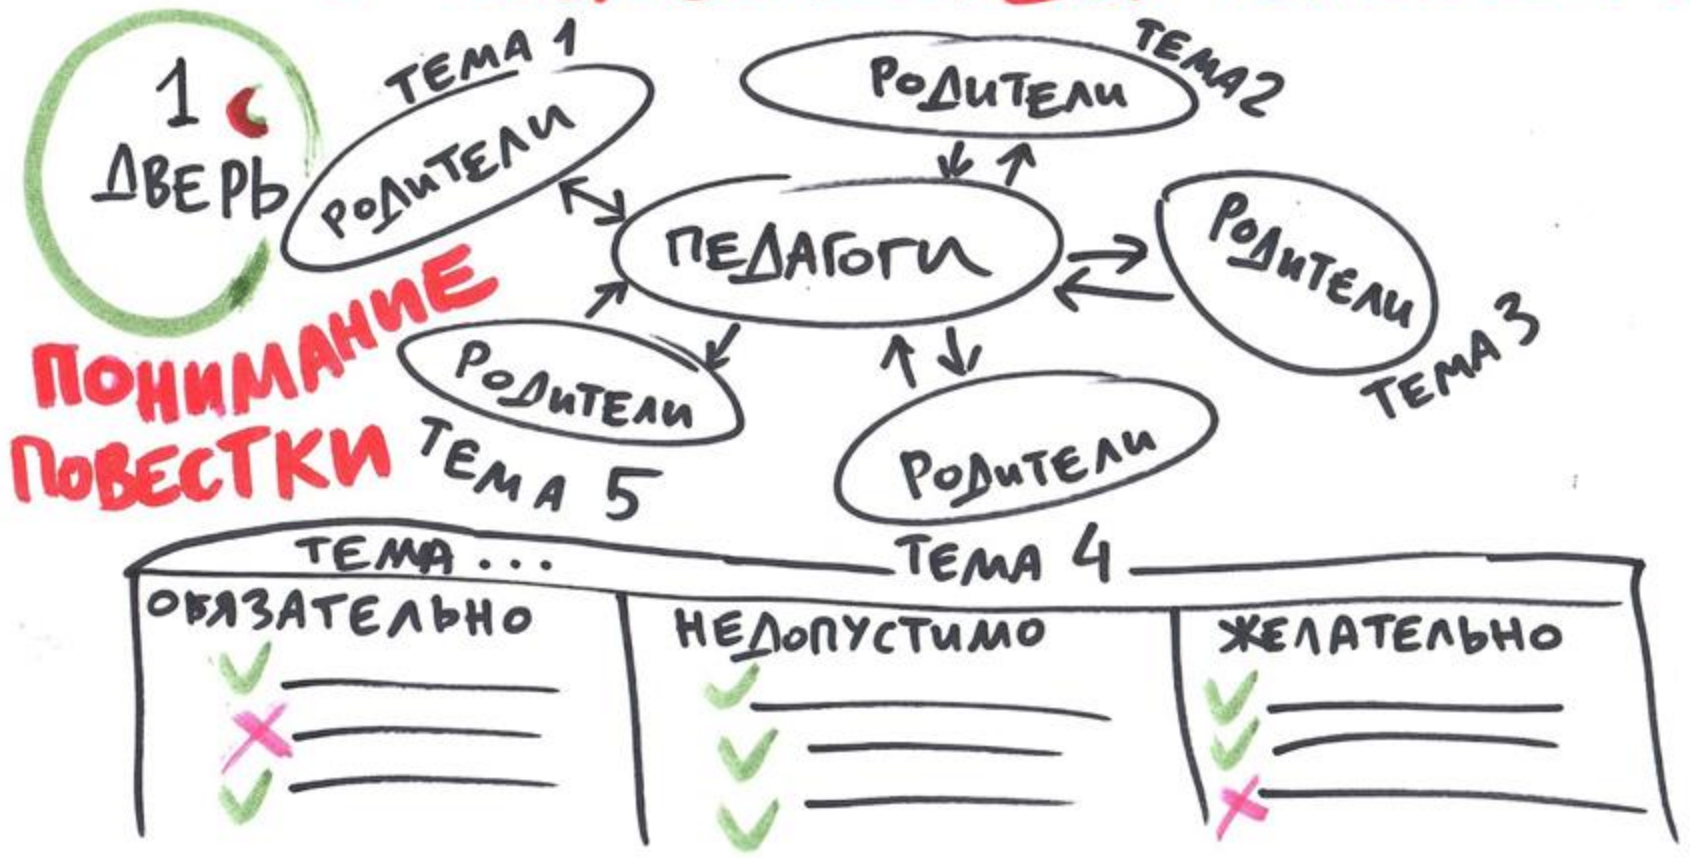 1
ДВЕРЬ
ТЕМА 1
РОДИТЕЛИ
РОДИТЕЛИ
ТЕМА 2
ПЕДАГОГИ
РОДИТЕЛИ
ТЕМА 3
ПОНИМАНИЕ
ПОВЕСТКИ
РОДИТЕЛИ
ТЕМА 5
РОДИТЕЛИ
ТЕМА 4
ТЕМА...
ОБЯЗАТЕЛЬНО
НЕДОПУСТИМО
ЖЕЛАТЕЛЬНО